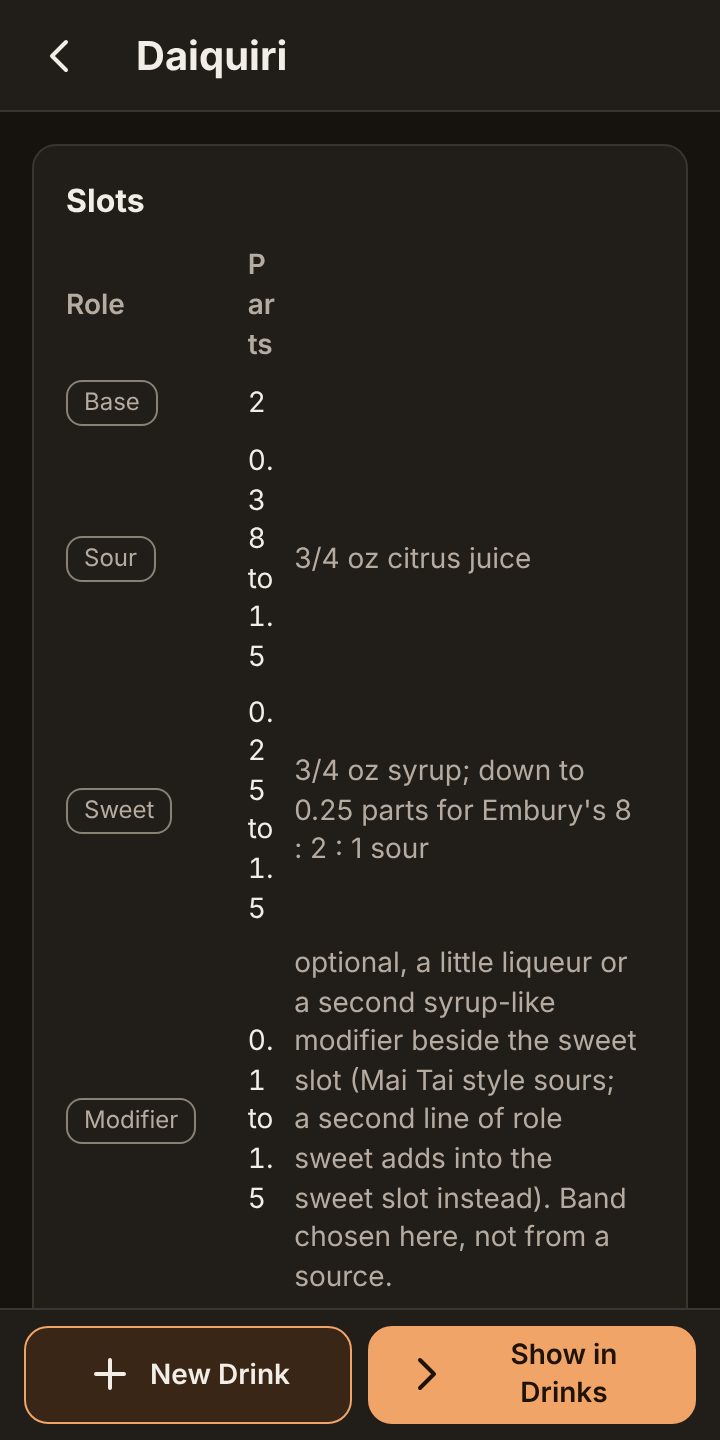 Daiquiri
Slots
Role
P
ar
ts
Base
2
Sour
0.
3
8
to
1.
5
3/4 oz citrus juice
Sweet
0.
2
5
to
1.
5
3/4 oz syrup; down to
0.25 parts for Embury's 8
: 2 : 1 sour
Modifier
0.
1
to
1.
5
optional, a little liqueur or
a second syrup-like
modifier beside the sweet
slot (Mai Tai style sours;
a second line of role
sweet adds into the
sweet slot instead). Band
chosen here, not from a
source.
New Drink
Show in
Drinks